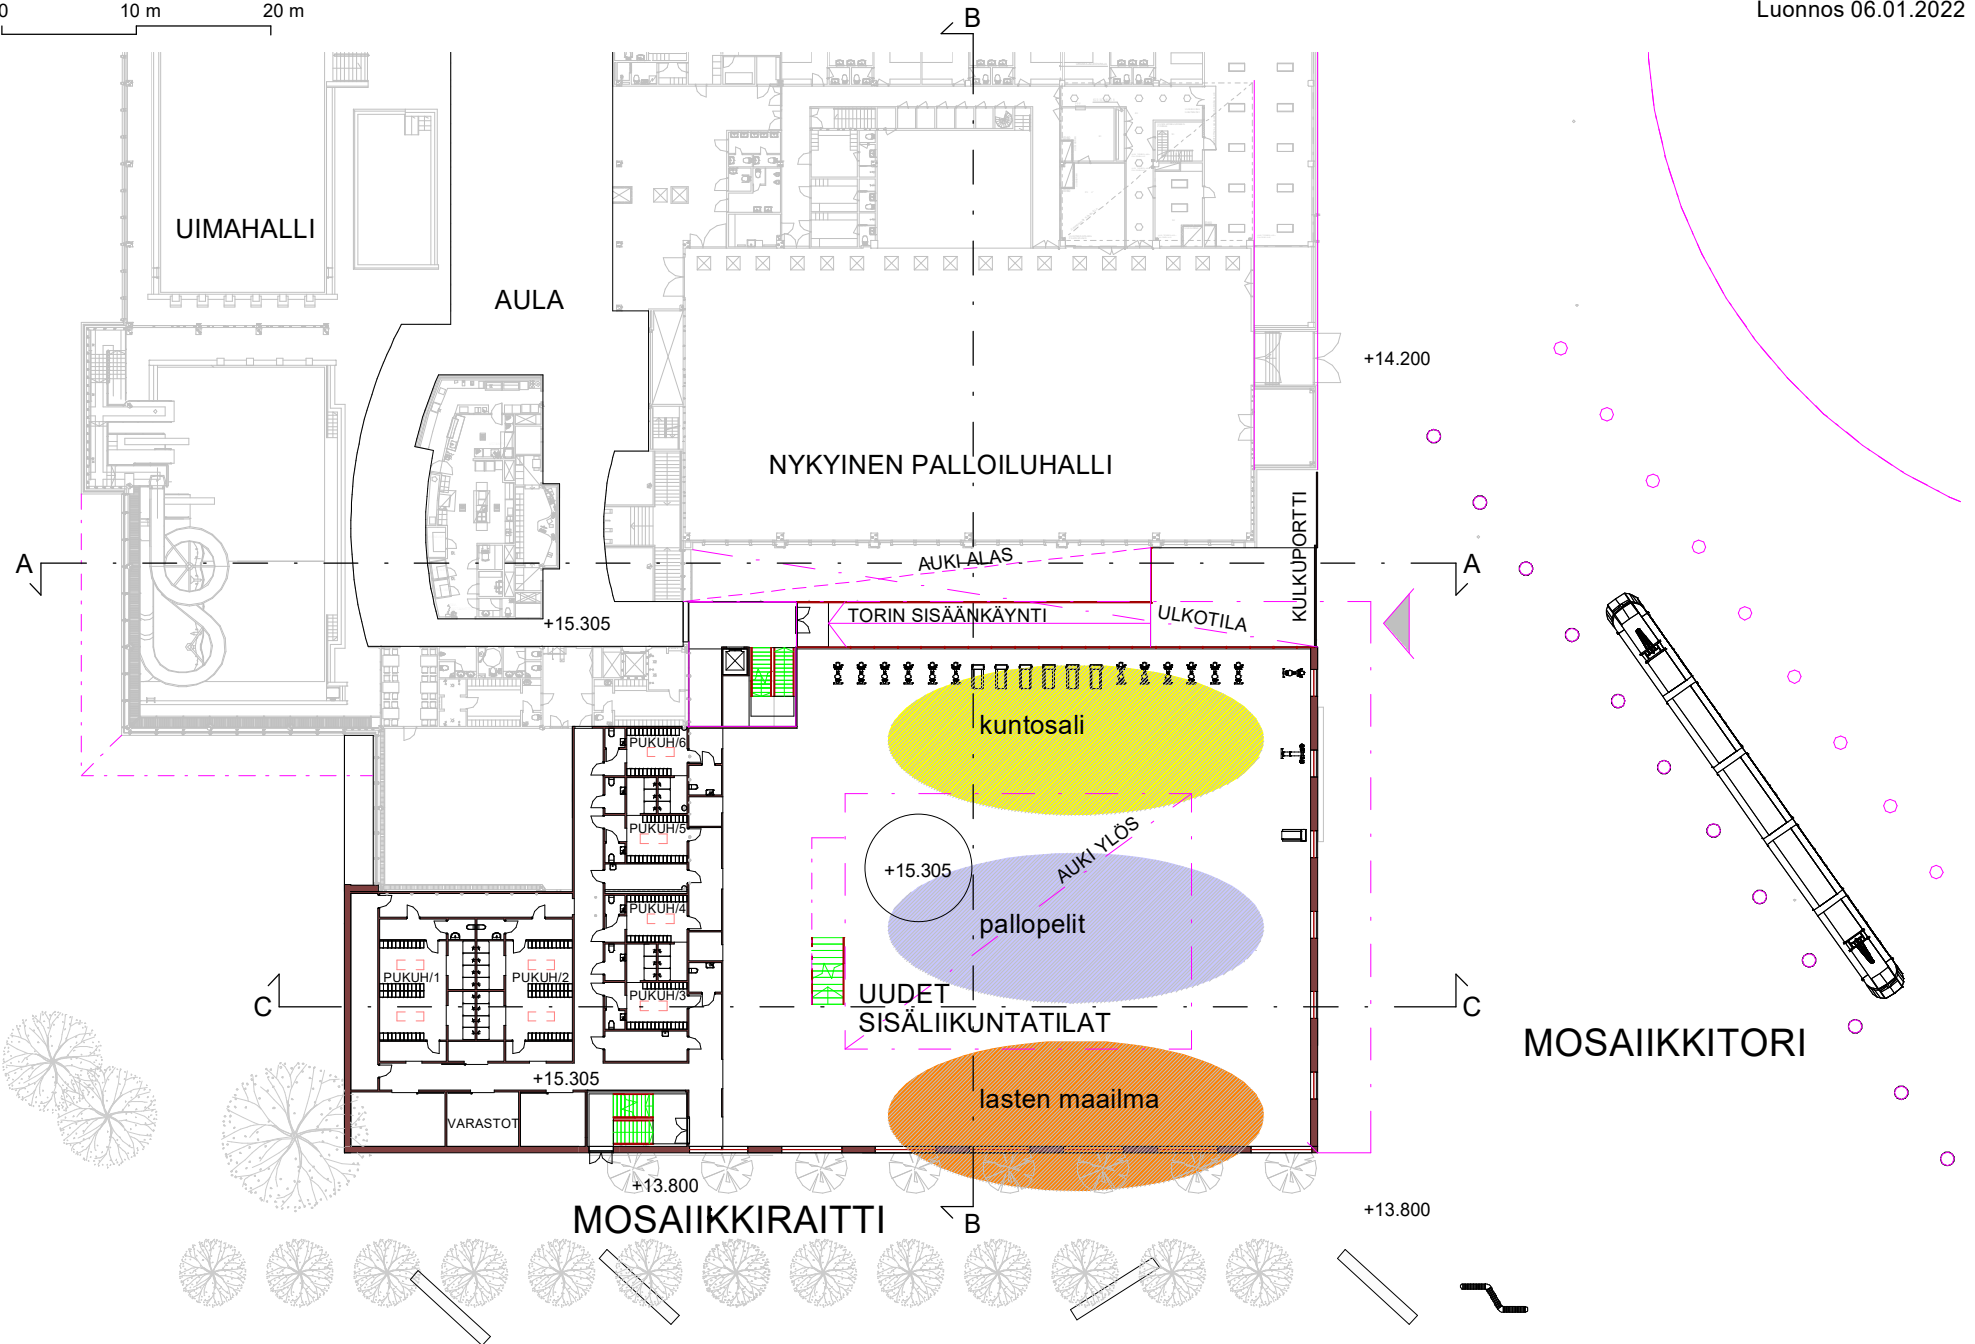 0
10 m
20 m
Luonnos 06.01.2022
B
UIMAHALLI
AULA
+14.200
NYKYINEN PALLOILUHALLI
KULKUPORTTI
A
AUKI ALAS
A
TORIN SISÄÄNKÄYNTI
ULKOTILA
+15.305
kuntosali
PUKUH/6
PUKUH/5
AUKI YLÖS
+15.305
PUKUH/4
pallopelit
PUKUH/1
PUKUH/2
PUKUH/3
UUDET
SISÄLIIKUNTATILAT
C
C
MOSAIIKKITORI
+15.305
lasten maailma
VARASTOT
+13.800
MOSAIIKKIRAITTI
B
+13.800